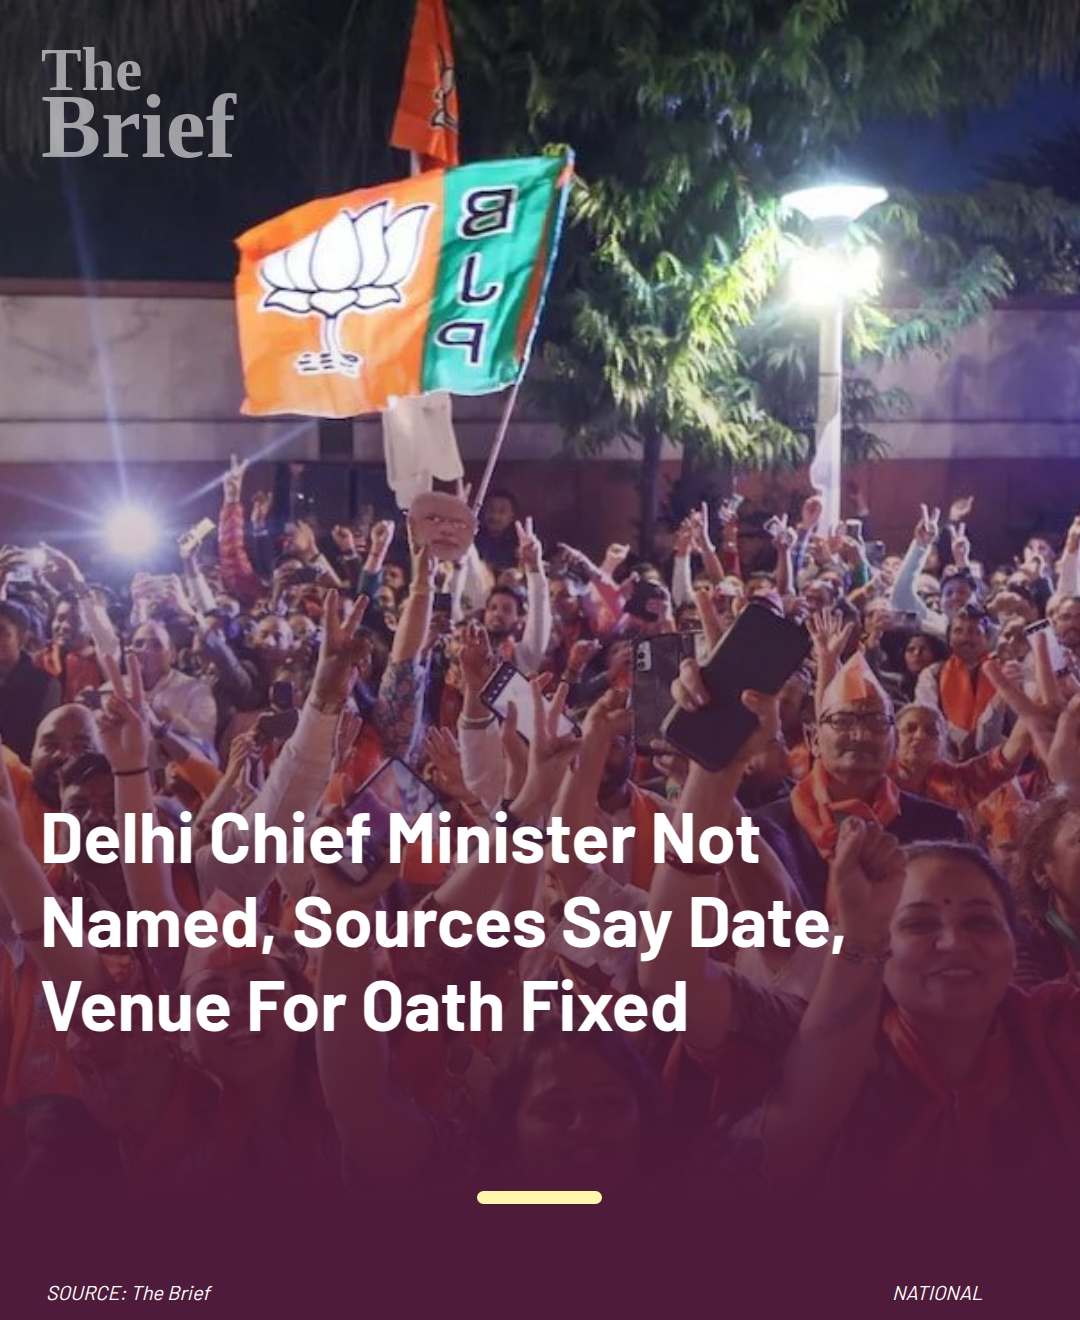 The
Brief
BJP
Delhi Chief Minister Not
Named, Sources Say Date,
Venue For Oath Fixed
SOURCE: The Brief
NATIONAL